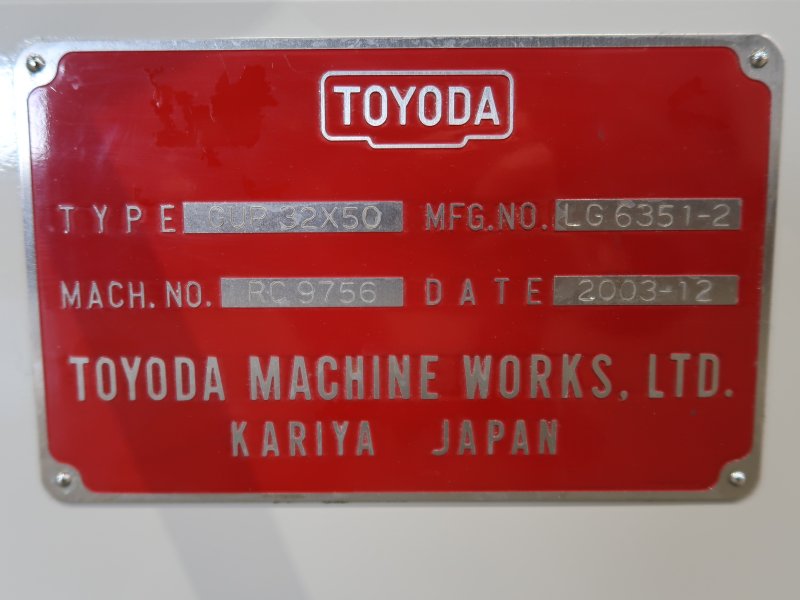 TOYODA
TYPE GUP 32X50 MFG.NO. LG 6351-2
MACH. NO. RC 9756 DATE 2003-12
TOYODA MACHINE WORKS, LTD.
KARIYA JAPAN